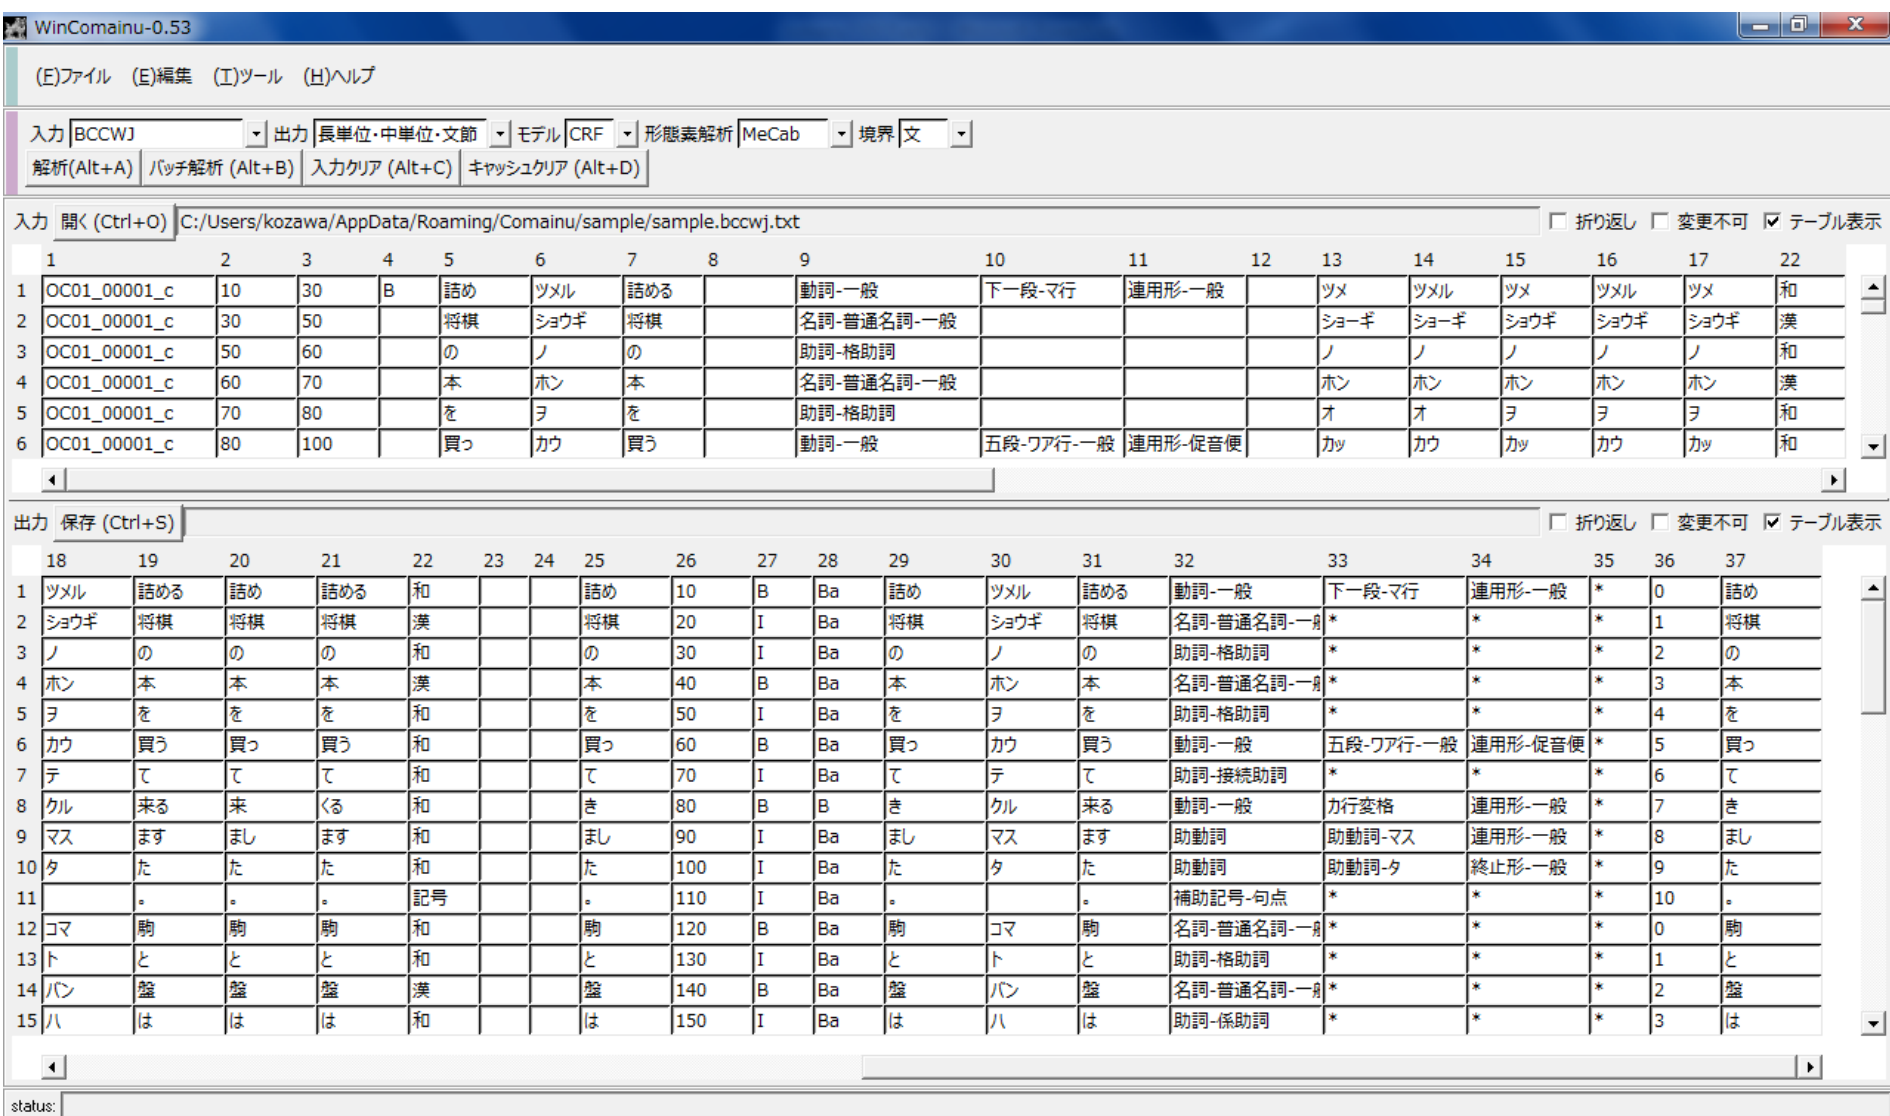 WinComainu-0.53
(F)ファイル (E)編集 (T)ツール (H)ヘルプ
入力 BCCWJ 出力 長単位・中単位・文節 モデル CRF 形態素解析 MeCab 境界 文
解析(Alt+A) バッチ解析 (Alt+B) 入力クリア (Alt+C) キャッシュクリア (Alt+D)
入力 開く (Ctrl+O) C:/Users/kozawa/AppData/Roaming/Comainu/sample/sample.bccwj.txt 折り返し 変更不可 テーブル表示
1 2 3 4 5 6 7 8 9 10 11 12 13 14 15 16 17 22
1 OC01_00001_c 10 30 B 詰め ツメル 詰める 動詞-一般 下一段-マ行 連用形-一般 ツメ ツメル ツメ ツメル ツメ 和
2 OC01_00001_c 30 50 将棋 ショウギ 将棋 名詞-普通名詞-一般 ショーギ ショーギ ショウギ ショウギ ショウギ 漢
3 OC01_00001_c 50 60 の ノ の 助詞-格助詞 ノ ノ ノ ノ ノ 和
4 OC01_00001_c 60 70 本 ホン 本 名詞-普通名詞-一般 ホン ホン ホン ホン ホン 漢
5 OC01_00001_c 70 80 を ヲ を 助詞-格助詞 オ オ ヲ ヲ ヲ 和
6 OC01_00001_c 80 100 買っ カウ 買う 動詞-一般 五段-ワア行-一般 連用形-促音便 カッ カウ カッ カウ カッ 和
出力 保存 (Ctrl+S) 折り返し 変更不可 テーブル表示
18 19 20 21 22 23 24 25 26 27 28 29 30 31 32 33 34 35 36 37
1 ツメル 詰める 詰め 詰める 和 詰め 10 B Ba 詰め ツメル 詰める 動詞-一般 下一段-マ行 連用形-一般 * 0 詰め
2 ショウギ 将棋 将棋 将棋 漢 将棋 20 I Ba 将棋 ショウギ 将棋 名詞-普通名詞-一般 * * * 1 将棋
3 ノ の の の 和 の 30 I Ba の ノ の 助詞-格助詞 * * * 2 の
4 ホン 本 本 本 漢 本 40 B Ba 本 ホン 本 名詞-普通名詞-一般 * * * 3 本
5 ヲ を を を 和 を 50 I Ba を ヲ を 助詞-格助詞 * * * 4 を
6 カウ 買う 買っ 買う 和 買っ 60 B Ba 買っ カウ 買う 動詞-一般 五段-ワア行-一般 連用形-促音便 * 5 買っ
7 テ て て て 和 て 70 I Ba て テ て 助詞-接続助詞 * * * 6 て
8 クル 来る 来 くる 和 き 80 B B き クル 来る 動詞-一般 カ行変格 連用形-一般 * 7 き
9 マス ます まし ます 和 まし 90 I Ba まし マス ます 助動詞 助動詞-マス 連用形-一般 * 8 まし
10 タ た た た 和 た 100 I Ba た タ た 助動詞 助動詞-タ 終止形-一般 * 9 た
11 。 。 。 記号 。 110 I Ba 。 。 補助記号-句点 * * * 10 。
12 コマ 駒 駒 駒 和 駒 120 B Ba 駒 コマ 駒 名詞-普通名詞-一般 * * * 0 駒
13 ト と と と 和 と 130 I Ba と ト と 助詞-格助詞 * * * 1 と
14 バン 盤 盤 盤 漢 盤 140 B Ba 盤 バン 盤 名詞-普通名詞-一般 * * * 2 盤
15 ハ は は は 和 は 150 I Ba は ハ は 助詞-係助詞 * * * 3 は
status: